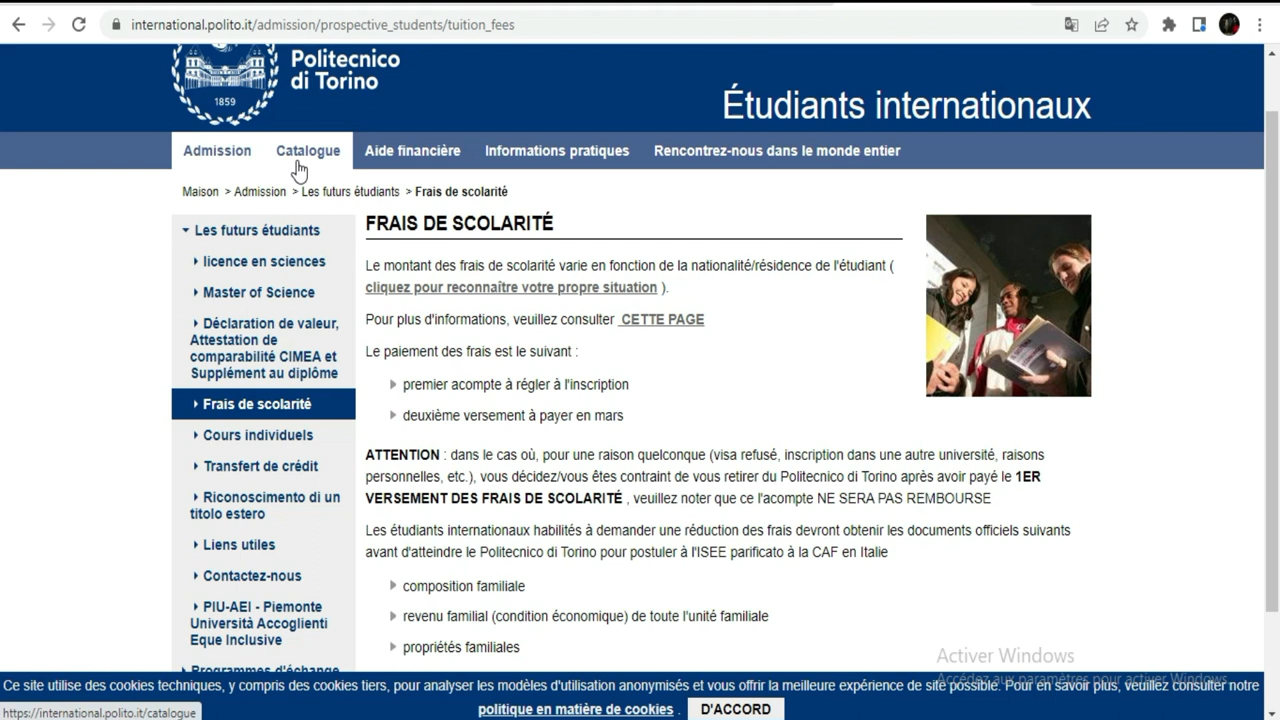 international.polito.it/admission/prospective_students/tuition_fees
Politecnico
di Torino
1859
Étudiants internationaux
Admission
Catalogue
Aide financière
Informations pratiques
Rencontrez-nous dans le monde entier
Maison > Admission > Les futurs étudiants > Frais de scolarité
Les futurs étudiants
licence en sciences
Master of Science
Déclaration de valeur,
Attestation de
comparabilité CIMEA et
Supplément au diplôme
Frais de scolarité
Cours individuels
Transfert de crédit
Riconoscimento di un
titolo estero
Liens utiles
Contactez-nous
PIU-AEI - Piemonte
Università Accoglienti
Eque Inclusive
Programmes d'échange
FRAIS DE SCOLARITÉ
Le montant des frais de scolarité varie en fonction de la nationalité/résidence de l'étudiant (
cliquez pour reconnaître votre propre situation ).
Pour plus d'informations, veuillez consulter CETTE PAGE
Le paiement des frais est le suivant :
premier acompte à régler à l'inscription
deuxième versement à payer en mars
ATTENTION : dans le cas où, pour une raison quelconque (visa refusé, inscription dans une autre université, raisons
personnelles, etc.), vous décidez/vous êtes contraint de vous retirer du Politecnico di Torino après avoir payé le 1ER
VERSEMENT DES FRAIS DE SCOLARITÉ , veuillez noter que ce l'acompte NE SERA PAS REMBOURSE
Les étudiants internationaux habilités à demander une réduction des frais devront obtenir les documents officiels suivants
avant d'atteindre le Politecnico di Torino pour postuler à l'ISEE parificato à la CAF en Italie
composition familiale
revenu familial (condition économique) de toute l'unité familiale
propriétés familiales
Activer Windows
Accédez aux paramètres pour activer Windows.
Ce site utilise des cookies techniques, y compris des cookies tiers, pour analyser les modèles d'utilisation anonymisés et vous offrir la meilleure expérience de site possible. Pour en savoir plus, veuillez consulter notre
politique en matière de cookies .
D'ACCORD
https://international.polito.it/catalogue